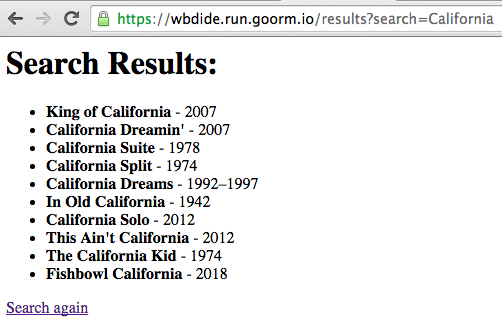 https://wbdide.run.goorm.io/results?search=California
Search Results:
• King of California - 2007
• California Dreamin' - 2007
• California Suite - 1978
• California Split - 1974
• California Dreams - 1992–1997
• In Old California - 1942
• California Solo - 2012
• This Ain't California - 2012
• The California Kid - 1974
• Fishbowl California - 2018
Search again